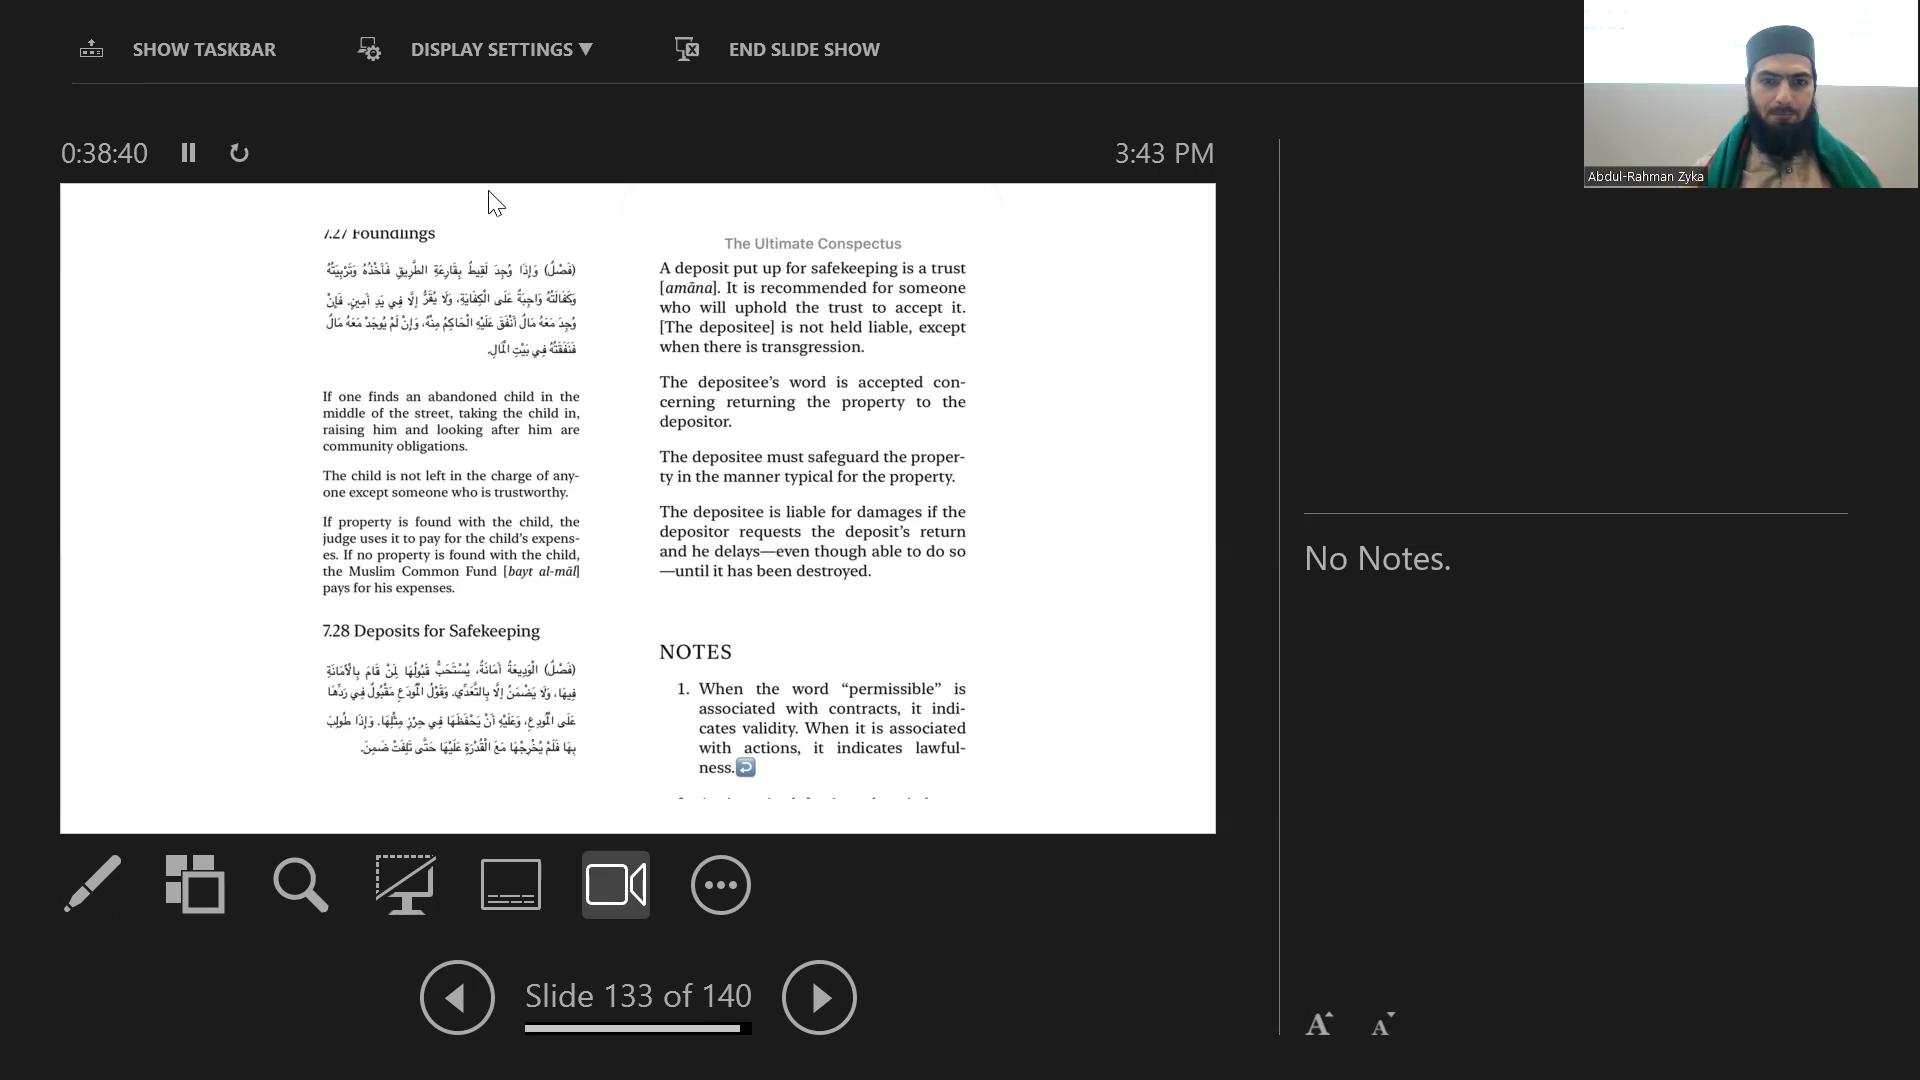 SHOW TASKBAR
DISPLAY SETTINGS ▼
END SLIDE SHOW
Abdul-Rahman Zyka
0:38:40
3:43 PM
7.27 Foundlings
(فَصْلٌ) وَإِذَا وُجِدَ لَقِيطٌ بِقَارِعَةِ الطَّرِيقِ فَأَخْذُهُ وَتَرْبِيَتُهُ
وَكَفَالَتُهُ وَاجِبَةٌ عَلَى الْكِفَايَةِ، وَلَا يُقَرُّ إِلَّا فِي يَدِ أَمِينٍ. فَإِنْ
وُجِدَ مَعَهُ مَالٌ أَنْفَقَ عَلَيْهِ الْحَاكِمُ مِنْهُ، وَإِنْ لَمْ يُوجَدْ مَعَهُ مَالٌ
فَنَفَقَتُهُ فِي بَيْتِ الْمَالِ.
If one finds an abandoned child in the
middle of the street, taking the child in,
raising him and looking after him are
community obligations.
The child is not left in the charge of any-
one except someone who is trustworthy.
If property is found with the child, the
judge uses it to pay for the child's expens-
es. If no property is found with the child,
the Muslim Common Fund [bayt al-māl]
pays for his expenses.
7.28 Deposits for Safekeeping
(فَصْلٌ) الْوَدِيعَةُ أَمَانَةٌ، يُسْتَحَبُّ قَبُولُهَا لِمَنْ قَامَ بِالْأَمَانَةِ
فِيهَا، وَلَا يَضْمَنُ إِلَّا بِالتَّعَدِّي. وَقَوْلُ الْمُودَعِ مَقْبُولٌ فِي رَدِّهَا
عَلَى الْمُودِعِ، وَعَلَيْهِ أَنْ يَحْفَظَهَا فِي حِرْزِ مِثْلِهَا. وَإِذَا طُولِبَ
بِهَا فَلَمْ يُخْرِجْهَا مَعَ الْقُدْرَةِ عَلَيْهَا حَتَّى تَلِفَتْ ضَمِنَ.
The Ultimate Conspectus
A deposit put up for safekeeping is a trust
[amāna]. It is recommended for someone
who will uphold the trust to accept it.
[The depositee] is not held liable, except
when there is transgression.
The depositee's word is accepted con-
cerning returning the property to the
depositor.
The depositee must safeguard the proper-
ty in the manner typical for the property.
The depositee is liable for damages if the
depositor requests the deposit's return
and he delays—even though able to do so
—until it has been destroyed.
NOTES
1. When the word “permissible” is
associated with contracts, it indi-
cates validity. When it is associated
with actions, it indicates lawful-
ness.
No Notes.
Slide 133 of 140
A A